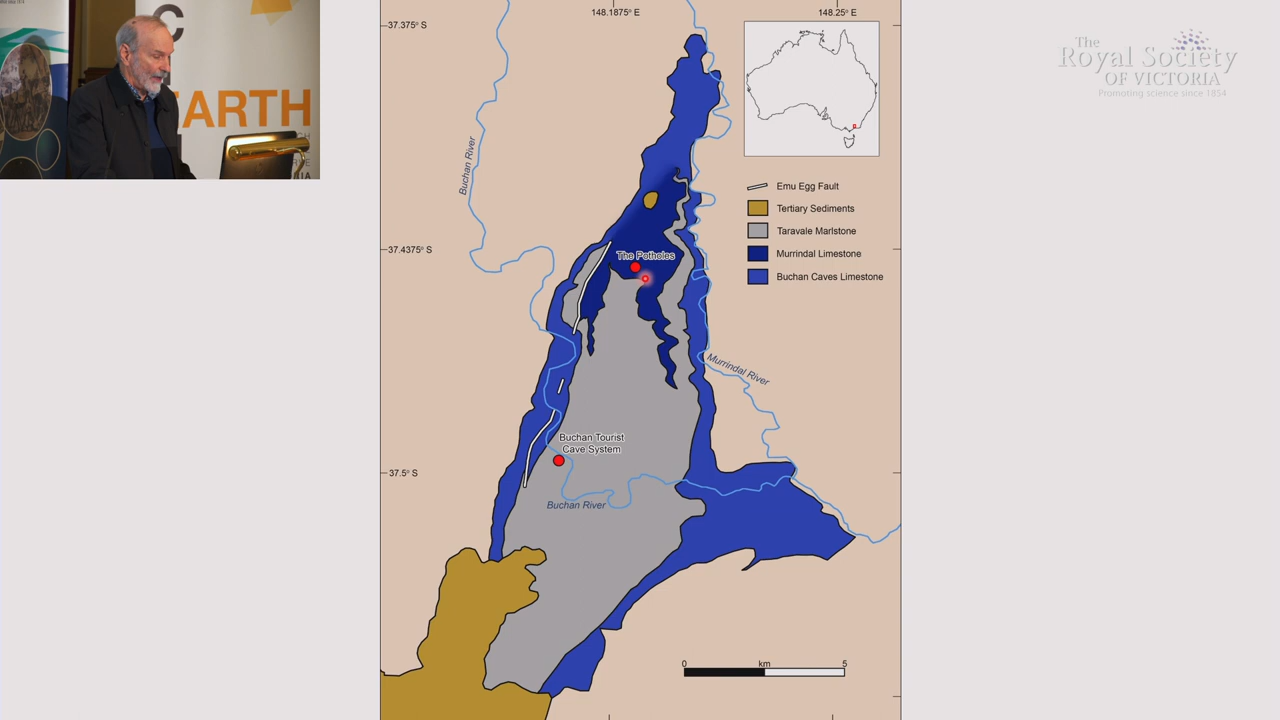 EARTH
The
Royal Society
OF VICTORIA
Promoting science since 1854
148.1875° E
148.25° E
37.375° S
37.4375° S
37.5° S
Buchan River
Emu Egg Fault
Tertiary Sediments
Taravale Marlstone
Murrindal Limestone
Buchan Caves Limestone
The Potholes
Murrindal River
Buchan Tourist
Cave System
Buchan River
0
km
5